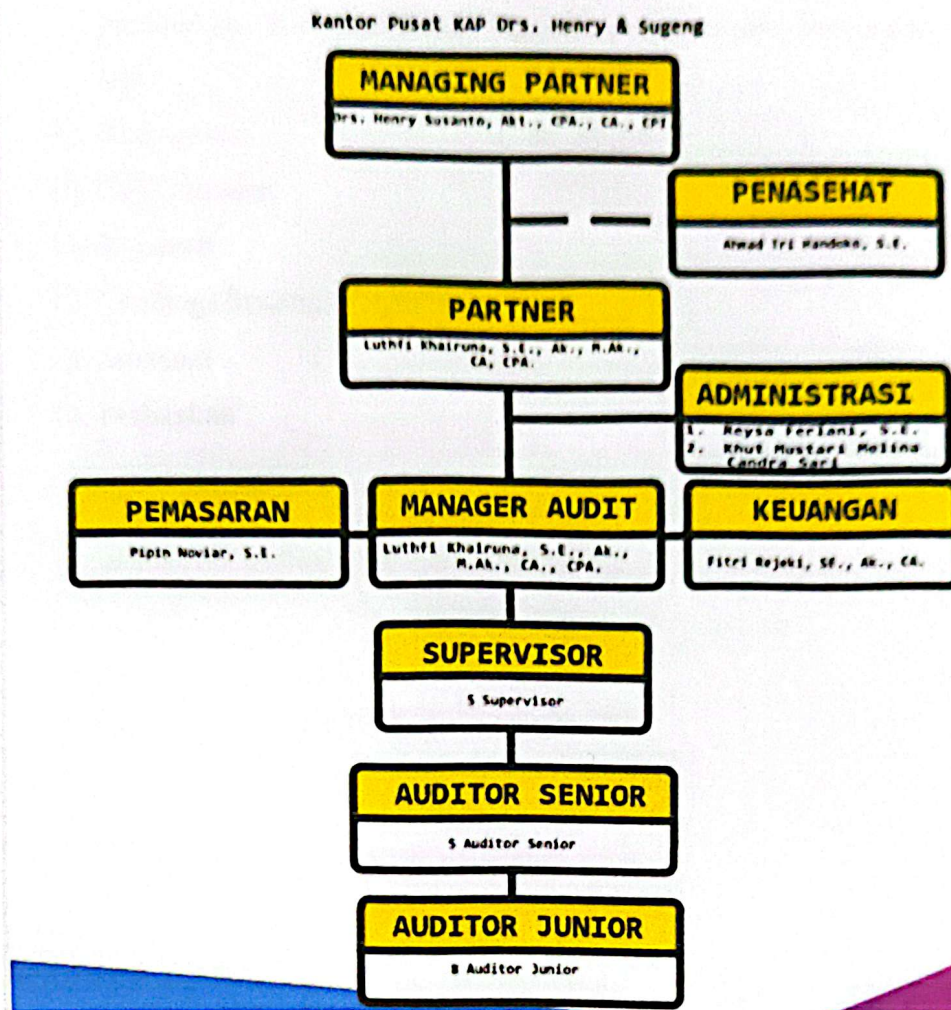 Kantor Pusat KAP Drs. Henry & Sugeng
MANAGING PARTNER
Drs. Henry Susanto, Akt., CPA., CA., CPI
PENASEHAT
Ahmad Tri Handoko, S.E.
PARTNER
Luthfi Khairuna, S.E., Ak., M.Ak.,
CA, CPA.
ADMINISTRASI
1. Reysa Feriani, S.E.
2. Khut Mustari Melina
Candra Sari
PEMASARAN
Pipin Noviar, S.E.
MANAGER AUDIT
Luthfi Khairuna, S.E., Ak.,
M.Ak., CA., CPA.
KEUANGAN
Fitri Rejeki, SE., Ak., CA.
SUPERVISOR
5 Supervisor
AUDITOR SENIOR
5 Auditor Senior
AUDITOR JUNIOR
8 Auditor Junior